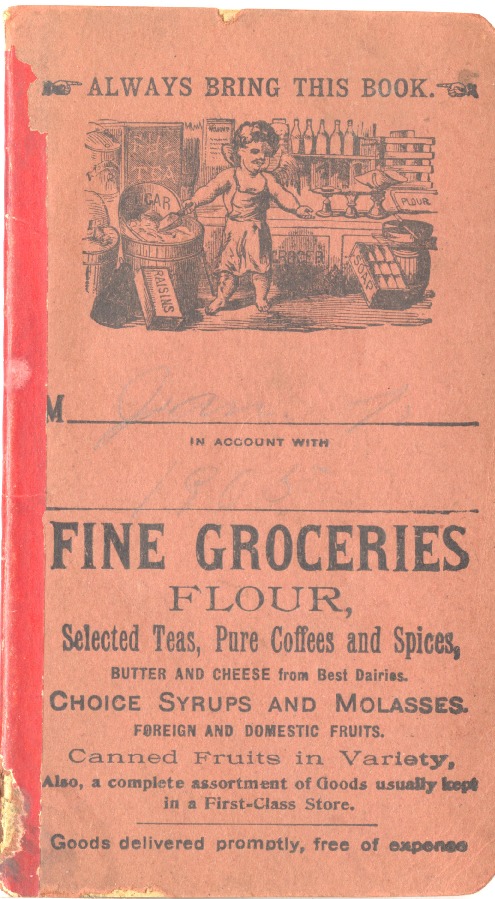 ALWAYS BRING THIS BOOK.
TEA
SUGAR
RAISINS
FLOUR
GROCER
SOAP
M
IN ACCOUNT WITH
FINE GROCERIES
FLOUR,
Selected Teas, Pure Coffees and Spices,
BUTTER AND CHEESE from Best Dairies.
CHOICE SYRUPS AND MOLASSES.
FOREIGN AND DOMESTIC FRUITS.
Canned Fruits in Variety,
Also, a complete assortment of Goods usually kept
in a First-Class Store.
Goods delivered promptly, free of expense